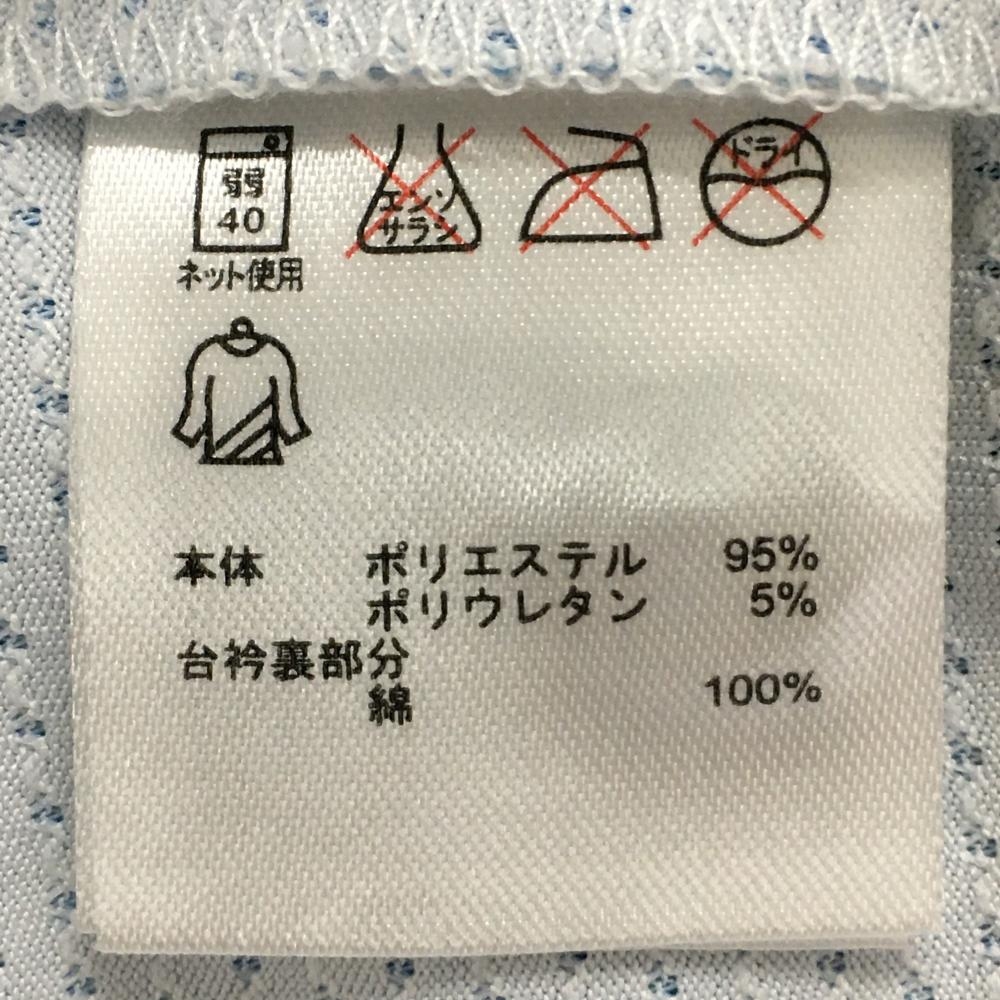 弱
40
ネット使用
エンソ
サラシ
ドライ
本体 ポリエステル 95%
ポリウレタン 5%
台衿裏部分
綿 100%